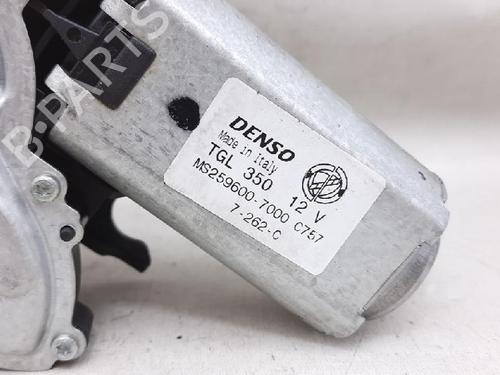 B-PARTS
DENSO
Made in Italy
TGL 350 12 V
MS259600-7000 C757
7-262-C